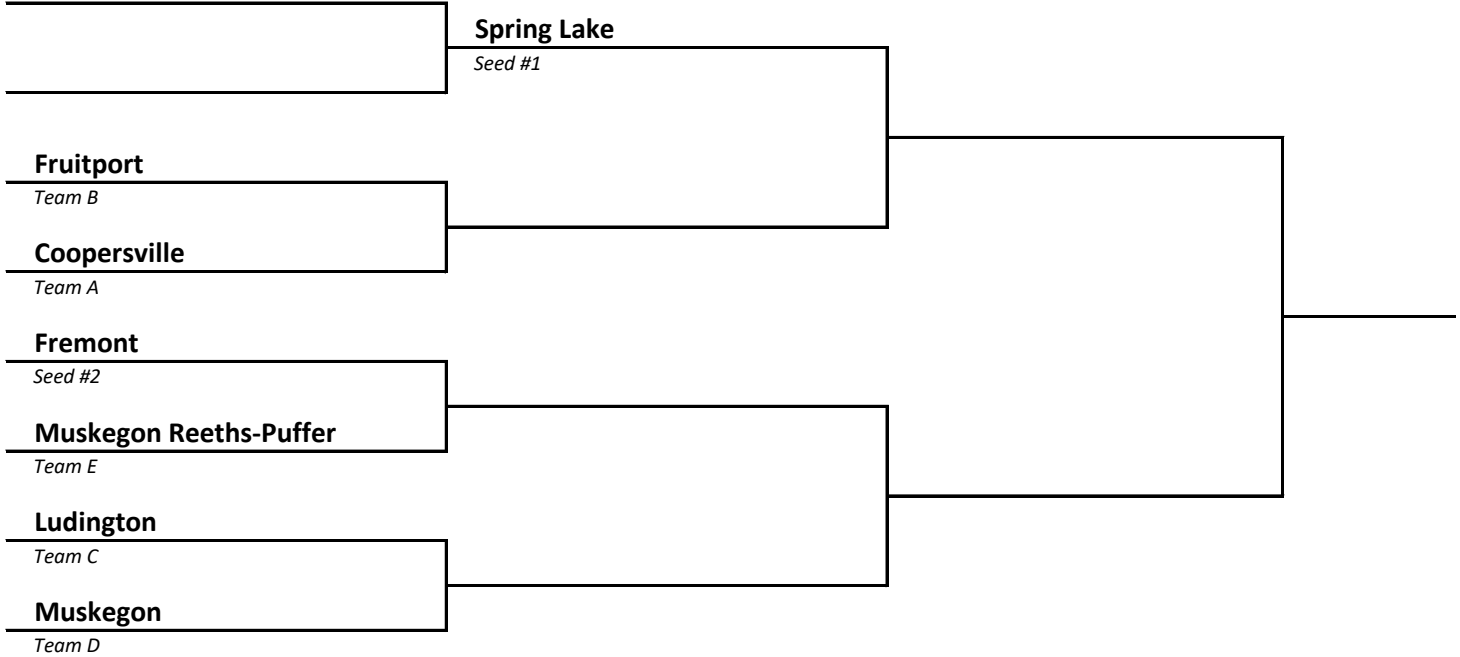 Spring Lake
Seed #1
Fruitport
Team B
Coopersville
Team A
Fremont
Seed #2
Muskegon Reeths-Puffer
Team E
Ludington
Team C
Muskegon
Team D